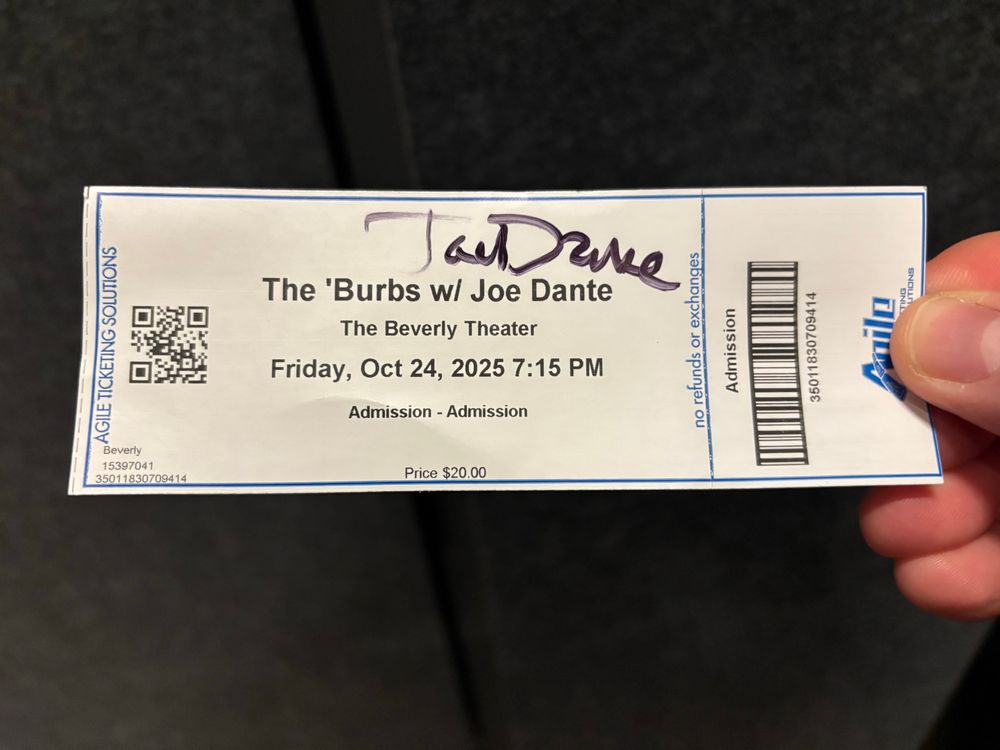 Joe Dante
The 'Burbs w/ Joe Dante
The Beverly Theater
Friday, Oct 24, 2025 7:15 PM
Admission - Admission
Price $20.00
AGILE TICKETING SOLUTIONS
Beverly
15397041
35011830709414
no refunds or exchanges
Admission
35011830709414
Agile